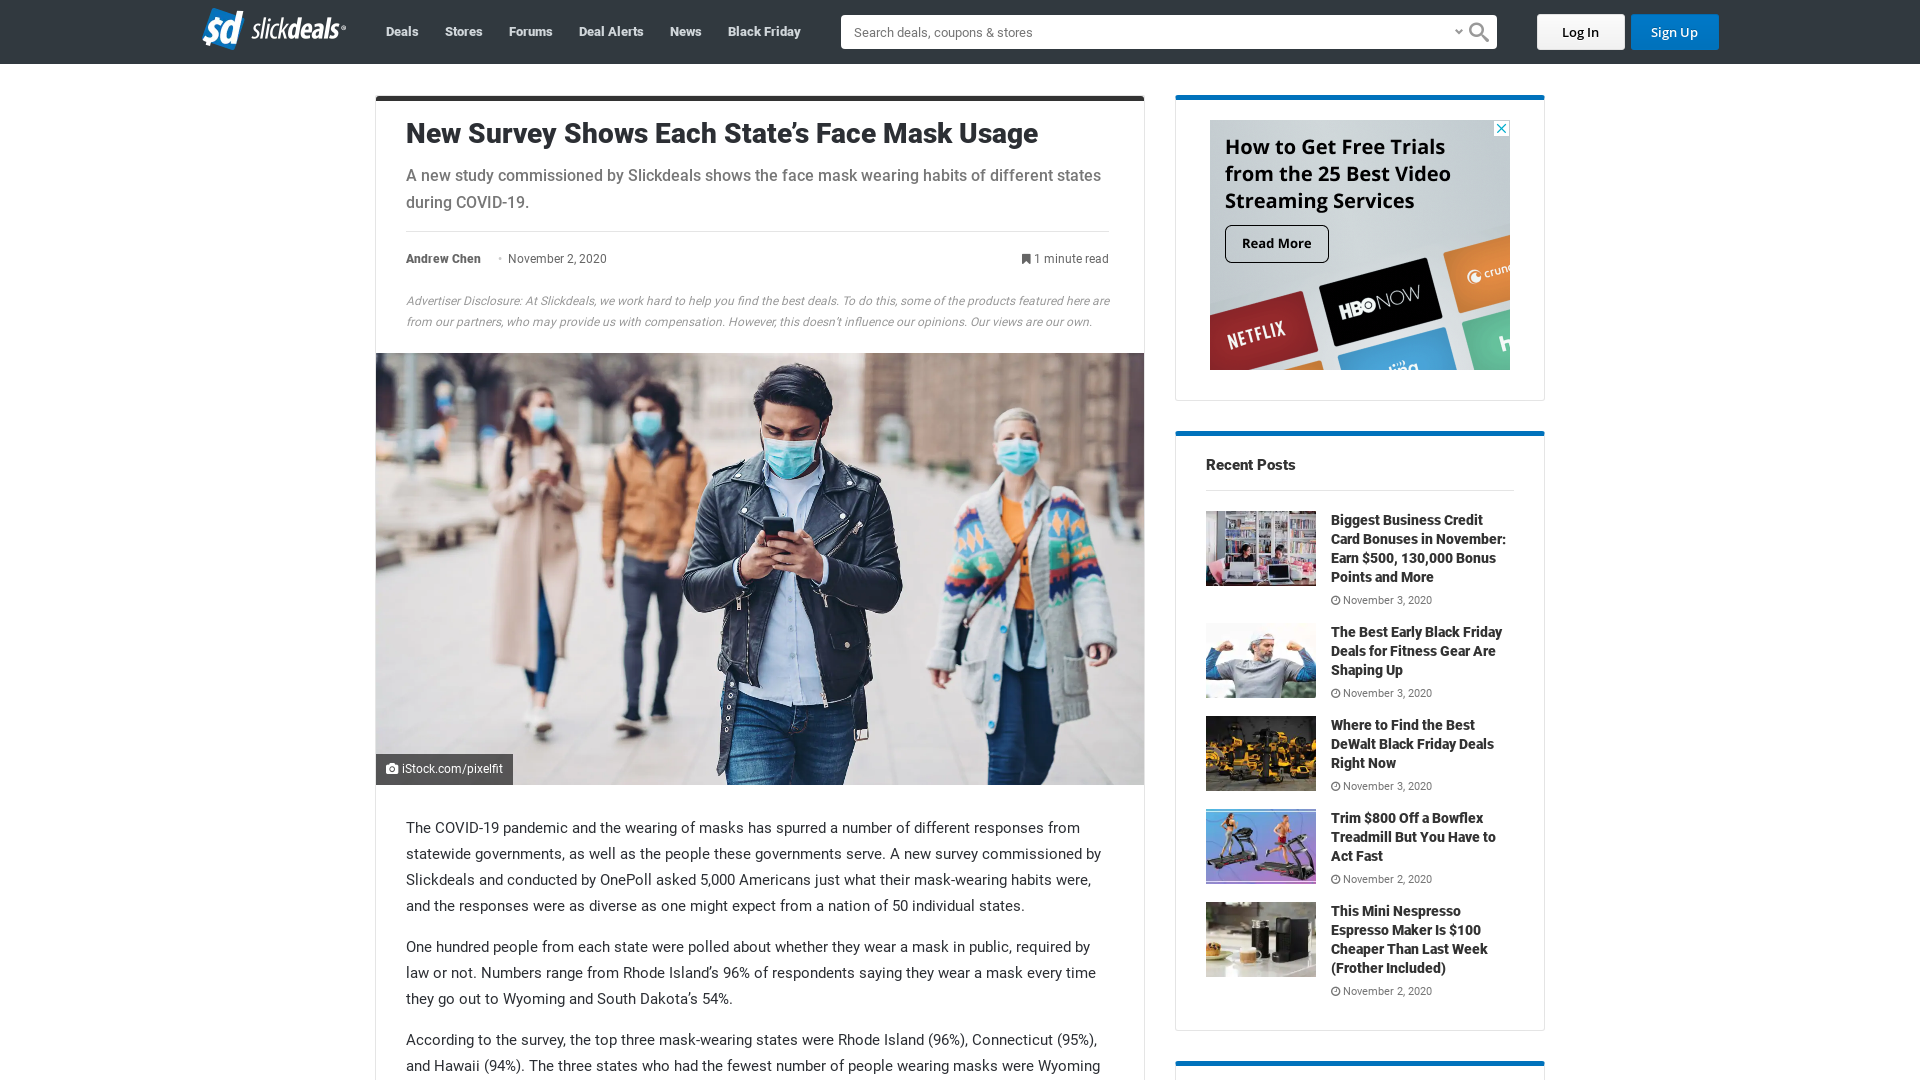 sd slickdeals
Deals
Stores
Forums
Deal Alerts
News
Black Friday
Search deals, coupons & stores
Log In
Sign Up
New Survey Shows Each State’s Face Mask Usage
A new study commissioned by Slickdeals shows the face mask wearing habits of different states
during COVID-19.
Andrew Chen • November 2, 2020
1 minute read
Advertiser Disclosure: At Slickdeals, we work hard to help you find the best deals. To do this, some of the products featured here are
from our partners, who may provide us with compensation. However, this doesn’t influence our opinions. Our views are our own.
iStock.com/pixelfit
The COVID-19 pandemic and the wearing of masks has spurred a number of different responses from
statewide governments, as well as the people these governments serve. A new survey commissioned by
Slickdeals and conducted by OnePoll asked 5,000 Americans just what their mask-wearing habits were,
and the responses were as diverse as one might expect from a nation of 50 individual states.
One hundred people from each state were polled about whether they wear a mask in public, required by
law or not. Numbers range from Rhode Island’s 96% of respondents saying they wear a mask every time
they go out to Wyoming and South Dakota’s 54%.
According to the survey, the top three mask-wearing states were Rhode Island (96%), Connecticut (95%),
and Hawaii (94%). The three states who had the fewest number of people wearing masks were Wyoming
How to Get Free Trials
from the 25 Best Video
Streaming Services
Read More
NETFLIX
HBO NOW
crunc
ling
h
Recent Posts
Biggest Business Credit
Card Bonuses in November:
Earn $500, 130,000 Bonus
Points and More
November 3, 2020
The Best Early Black Friday
Deals for Fitness Gear Are
Shaping Up
November 3, 2020
Where to Find the Best
DeWalt Black Friday Deals
Right Now
November 3, 2020
Trim $800 Off a Bowflex
Treadmill But You Have to
Act Fast
November 2, 2020
This Mini Nespresso
Espresso Maker Is $100
Cheaper Than Last Week
(Frother Included)
November 2, 2020